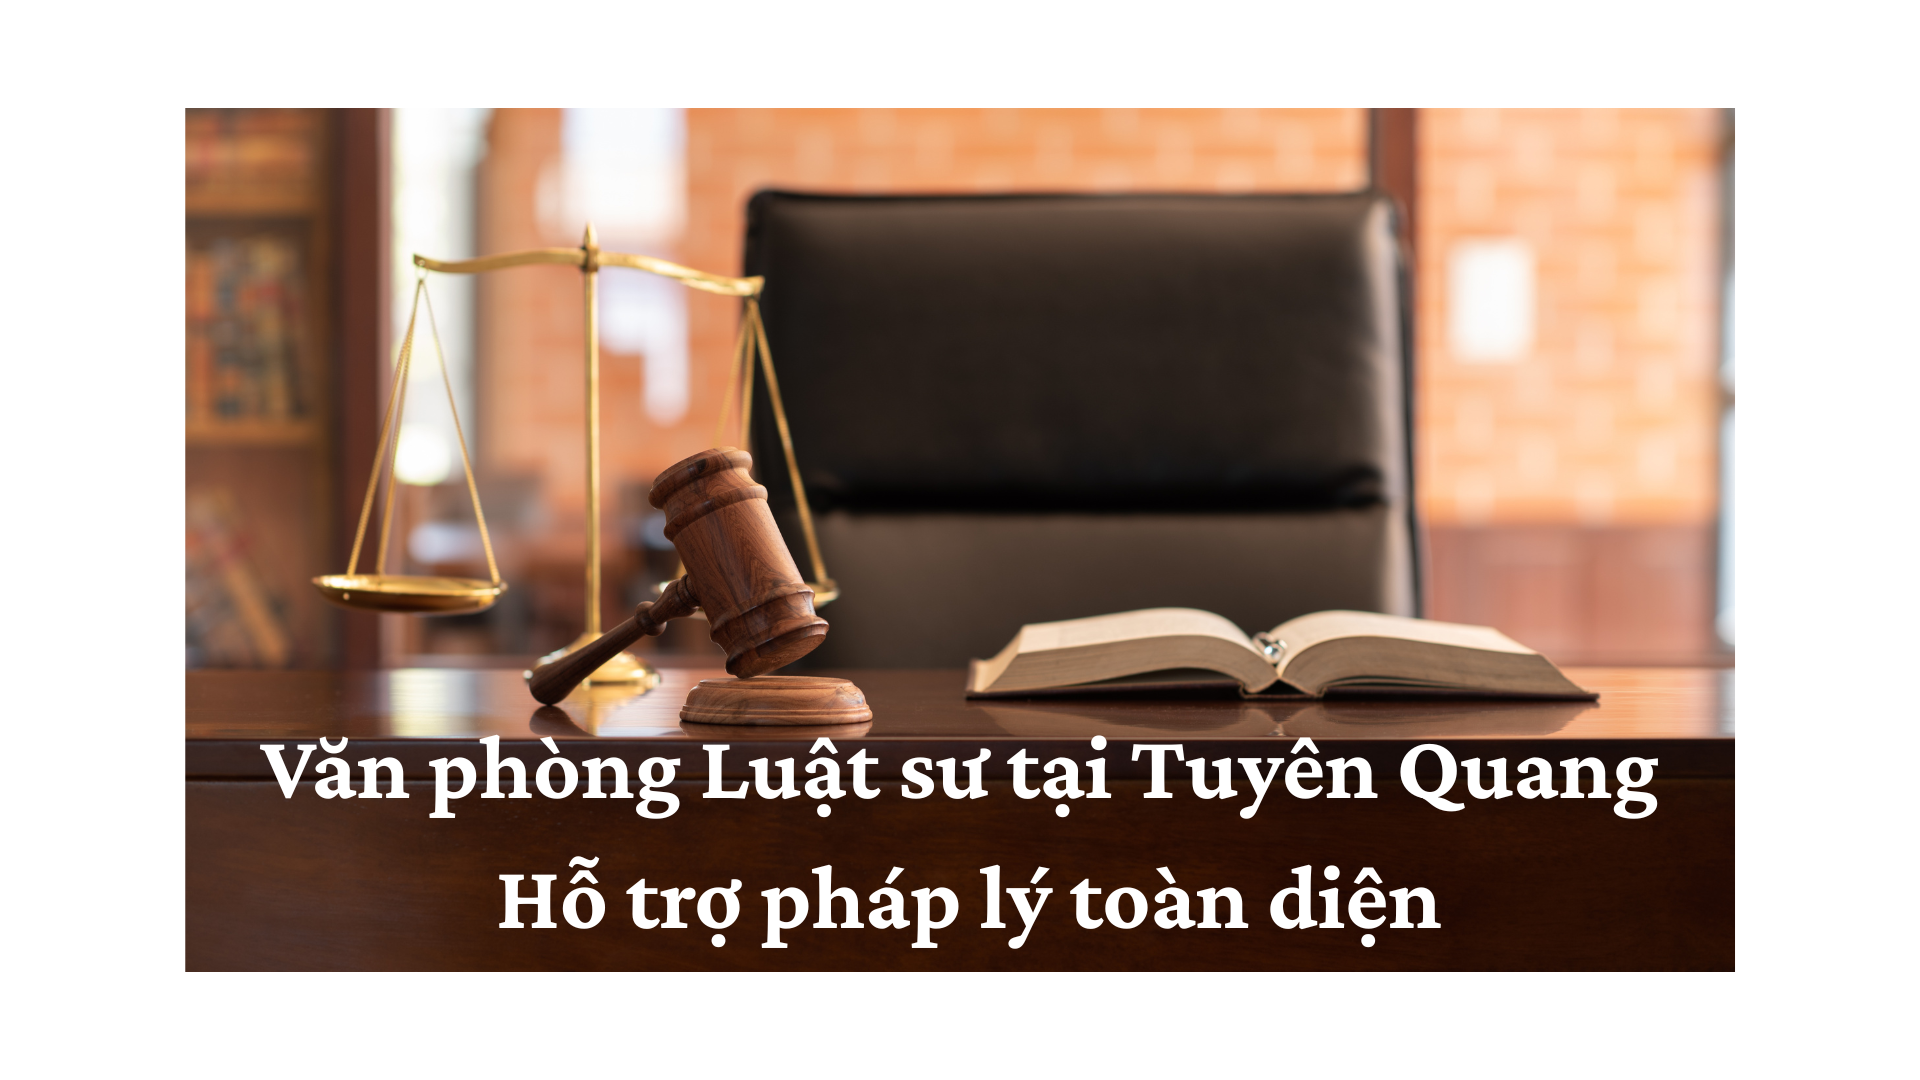 Văn phòng Luật sư tại Tuyên Quang
Hỗ trợ pháp lý toàn diện